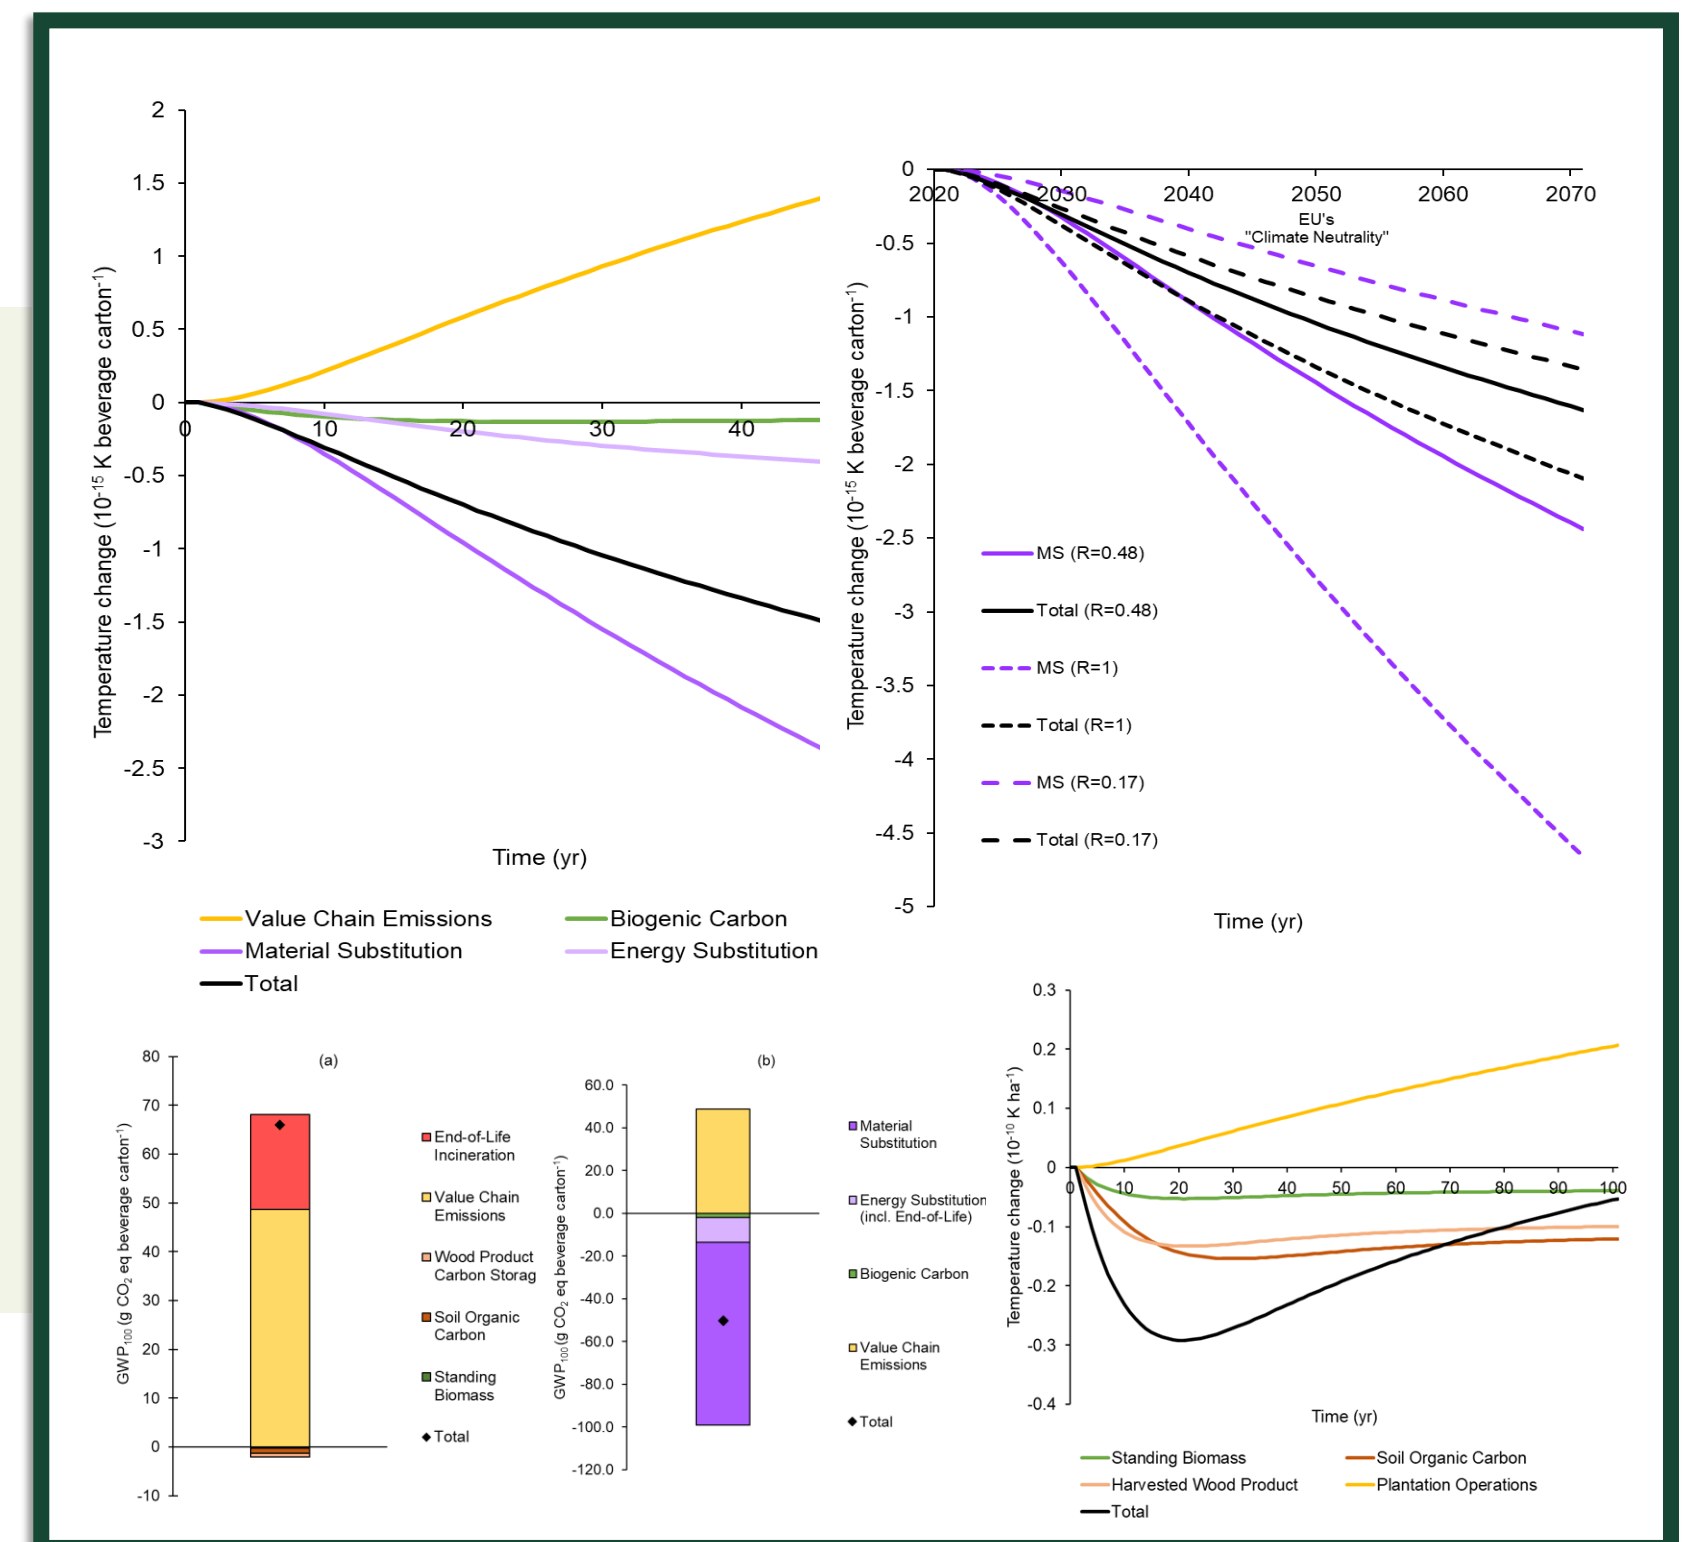 2
1.5
1
0.5
0
-0.5
-1
-1.5
-2
-2.5
-3
0
10
20
30
40
Temperature change (10⁻¹⁵ K beverage carton⁻¹)
Time (yr)
Value Chain Emissions
Biogenic Carbon
Material Substitution
Energy Substitution
Total
0
-0.5
-1
-1.5
-2
-2.5
-3
-3.5
-4
-4.5
-5
2020
2030
2040
2050
2060
2070
EU's
"Climate Neutrality"
Temperature change (10⁻¹⁵ K beverage carton⁻¹)
MS (R=0.48)
Total (R=0.48)
MS (R=1)
Total (R=1)
MS (R=0.17)
Total (R=0.17)
Time (yr)
(a)
80
70
60
50
40
30
20
10
0
-10
GWP₁₀₀ (g CO₂ eq beverage carton⁻¹)
End-of-Life
Incineration
Value Chain
Emissions
Wood Product
Carbon Storag
Soil Organic
Carbon
Standing
Biomass
Total
(b)
60.0
40.0
20.0
0.0
-20.0
-40.0
-60.0
-80.0
-100.0
-120.0
GWP₁₀₀ (g CO₂ eq beverage carton⁻¹)
Material
Substitution
Energy Substitution
(incl. End-of-Life)
Biogenic Carbon
Value Chain
Emissions
Total
0.3
0.2
0.1
0
-0.1
-0.2
-0.3
-0.4
0
10
20
30
40
50
60
70
80
90
100
Temperature change (10⁻¹⁰ K ha⁻¹)
Time (yr)
Standing Biomass
Soil Organic Carbon
Harvested Wood Product
Plantation Operations
Total